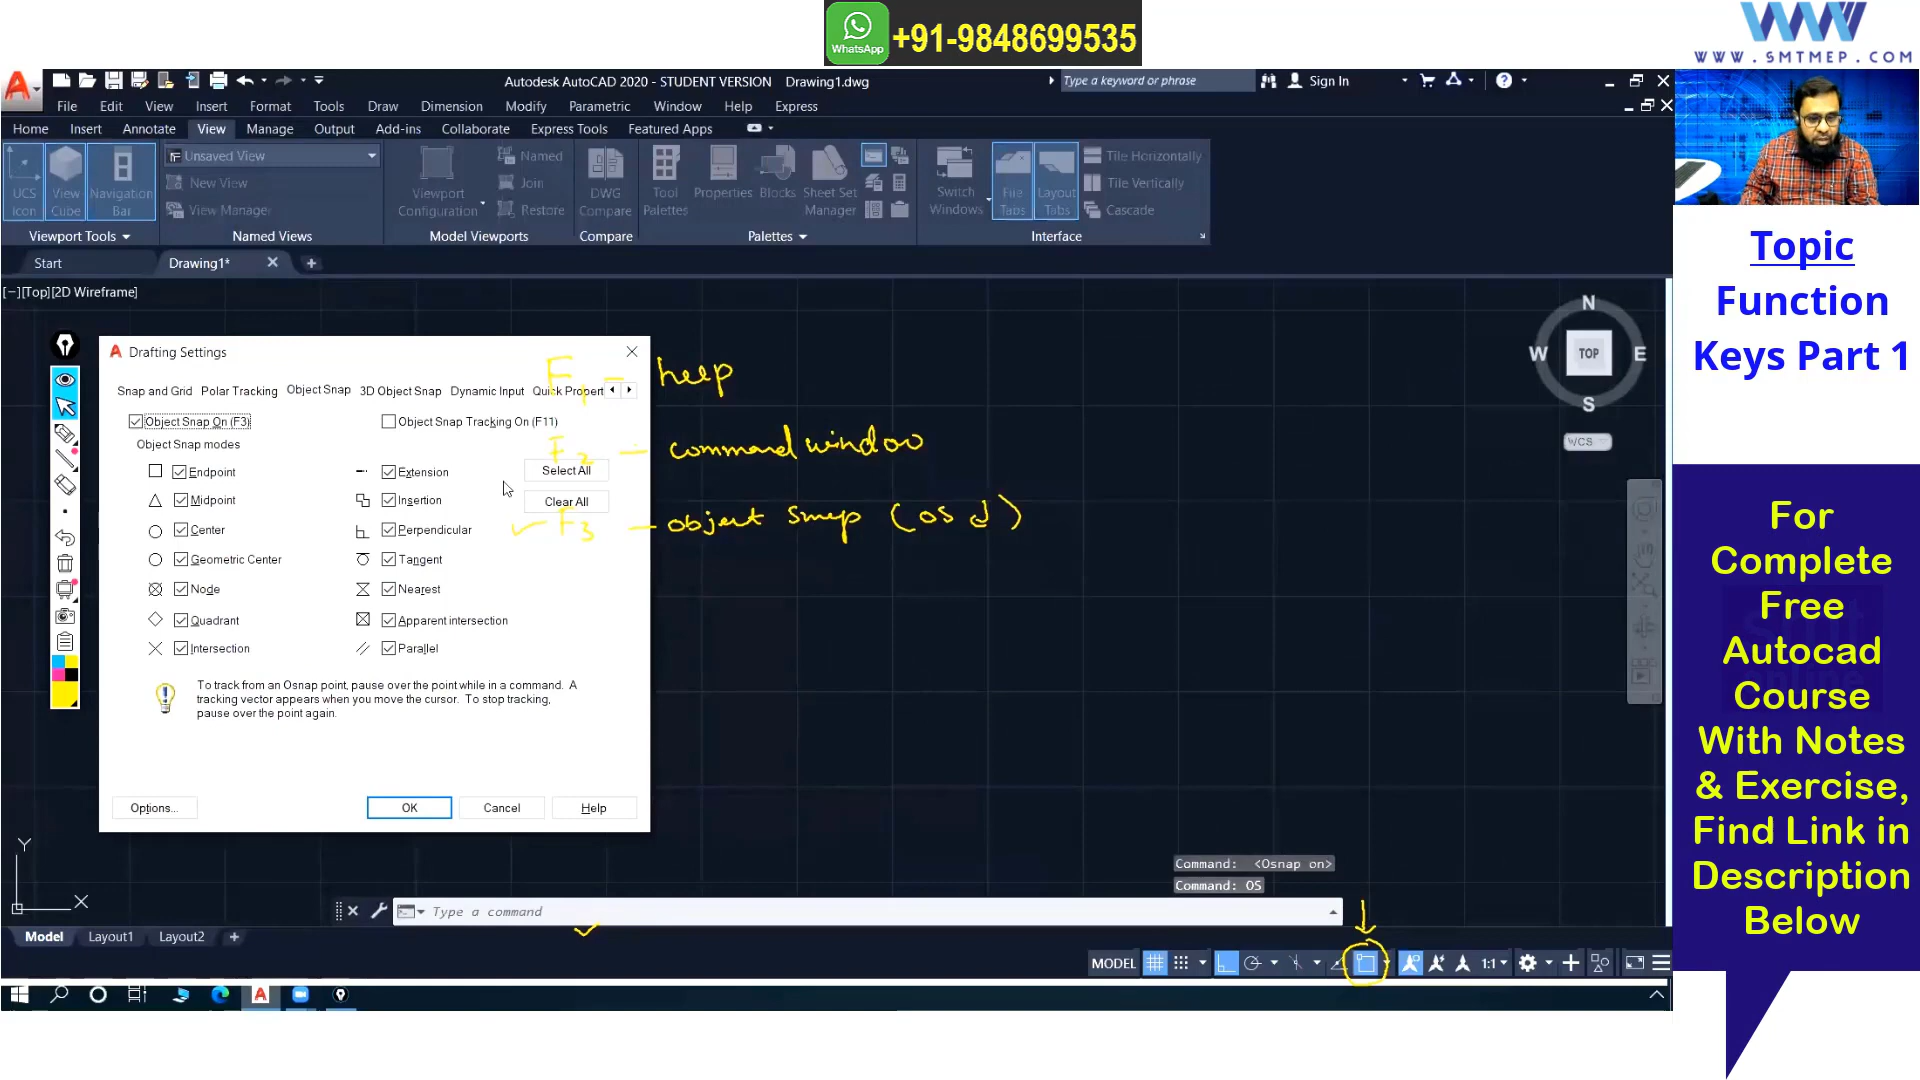 WhatsApp
+91-9848699535
WWW.SMTMEP.COM
Autodesk AutoCAD 2020 - STUDENT VERSION Drawing1.dwg
Type a keyword or phrase
Sign In
File Edit View Insert Format Tools Draw Dimension Modify Parametric Window Help Express
Home Insert Annotate View Manage Output Add-ins Collaborate Express Tools Featured Apps
UCS Icon
View Cube
Navigation Bar
Viewport Tools
Unsaved View
New View
View Manager
Named Views
Viewport Configuration
Named
Join
Restore
Model Viewports
DWG Compare
Compare
Tool Palettes
Properties
Blocks
Sheet Set Manager
Palettes
Switch Windows
File Tabs
Layout Tabs
Tile Horizontally
Tile Vertically
Cascade
Interface
Start
Drawing1*
[−][Top][2D Wireframe]
N
W TOP E
S
WCS
Drafting Settings
Snap and Grid Polar Tracking Object Snap 3D Object Snap Dynamic Input Quick Propert
Object Snap On (F3)
Object Snap Tracking On (F11)
Object Snap modes
Endpoint
Midpoint
Center
Geometric Center
Node
Quadrant
Intersection
Extension
Insertion
Perpendicular
Tangent
Nearest
Apparent intersection
Parallel
Select All
Clear All
To track from an Osnap point, pause over the point while in a command. A
tracking vector appears when you move the cursor. To stop tracking,
pause over the point again.
Options...
OK
Cancel
Help
F1 -
F2 - command window
F3 - object snap (os ↲)
Command: <Osnap on>
Command: OS
Type a command
Y
X
Model Layout1 Layout2
MODEL
1:1
Topic
Function
Keys Part 1
For
Complete
Free
Autocad
Course
With Notes
& Exercise,
Find Link in
Description
Below